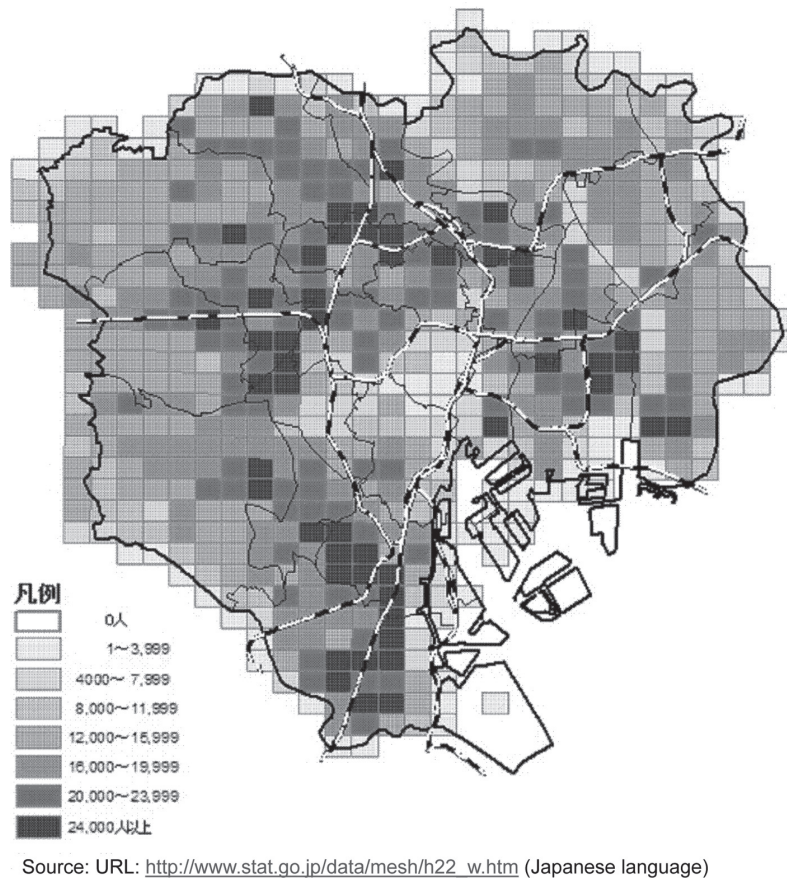 凡例
0人
1～3,999
4000～ 7,999
8,000～11,999
12,000～15,999
16,000～19,999
20,000～23,999
24,000人以上
Source: URL: http://www.stat.go.jp/data/mesh/h22_w.htm (Japanese language)